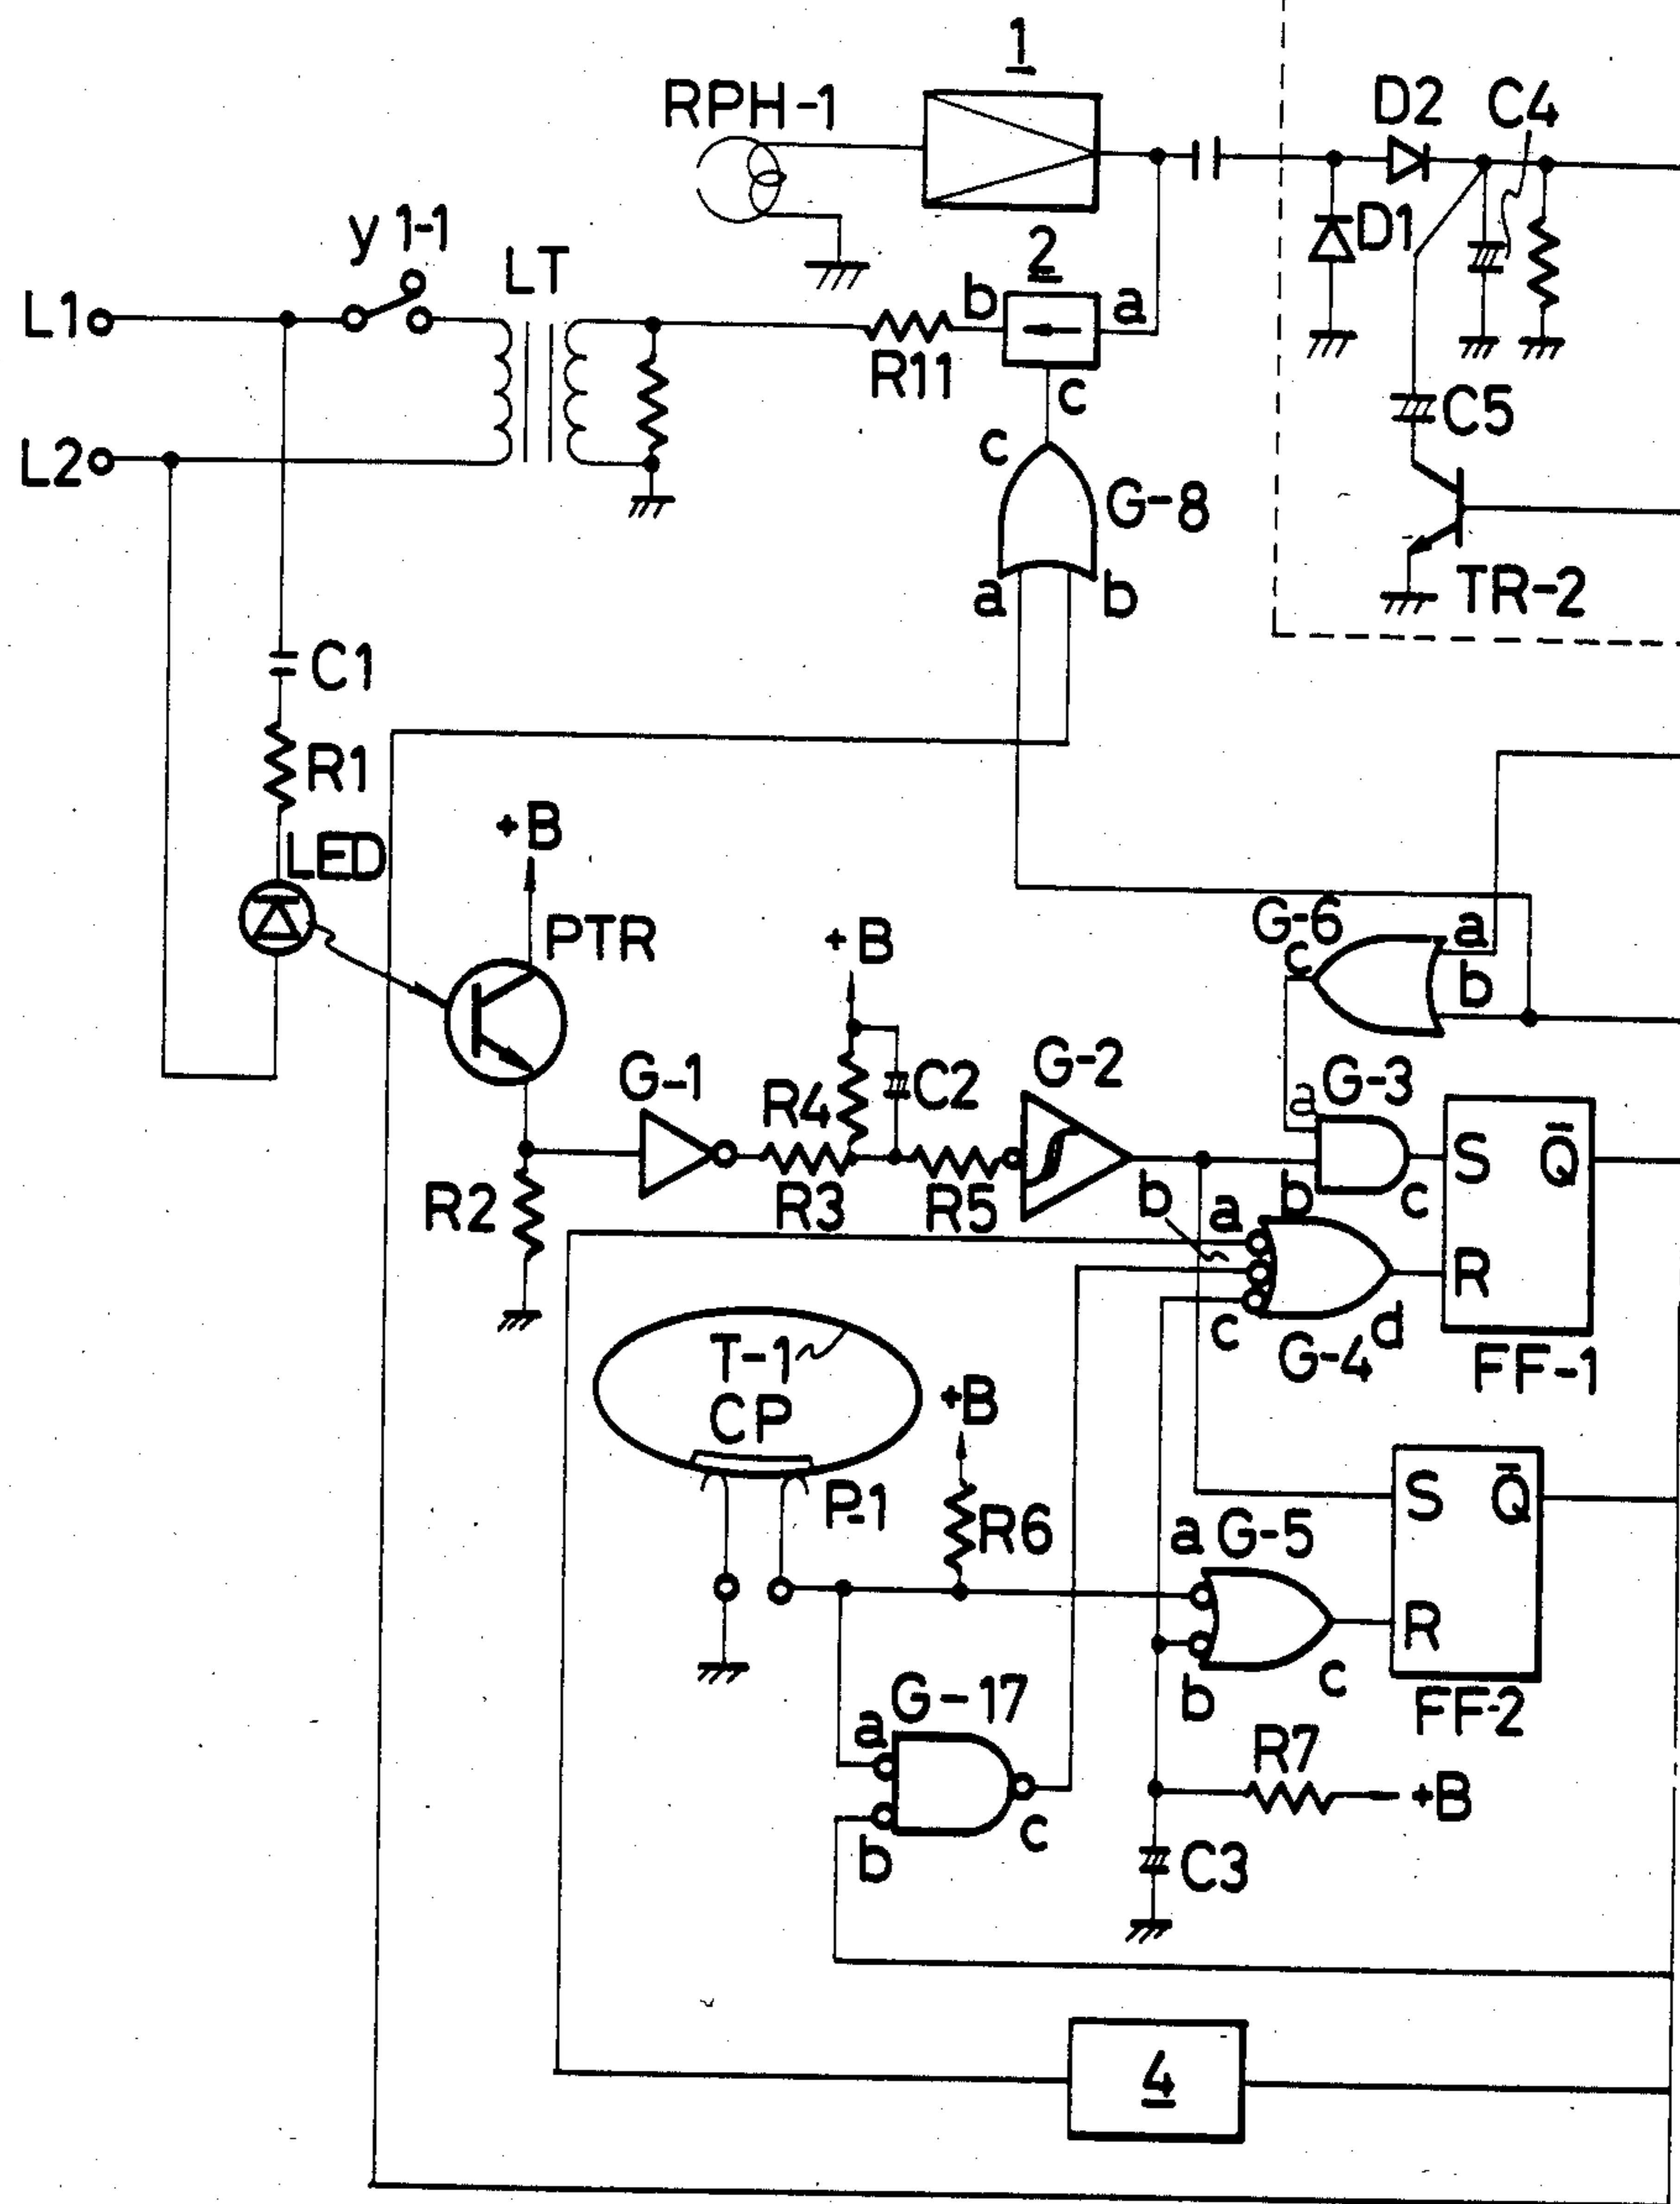 1
RPH-1
D2
C4
y 1-1
LT
2
b
a
D1
L1
R11
c
C5
L2
c
G-8
a
b
TR-2
C1
R1
+B
LED
PTR
+B
G-6
a
c
b
G-1
R4
C2
G-2
a
G-3
S
Q̄
R2
R3
R5
b
a
b
c
R
c
G-4
d
FF-1
T-1
CP
+B
P-1
R6
a
G-5
S
Q̄
R
b
c
FF-2
G-17
a
R7
+B
c
b
C3
4